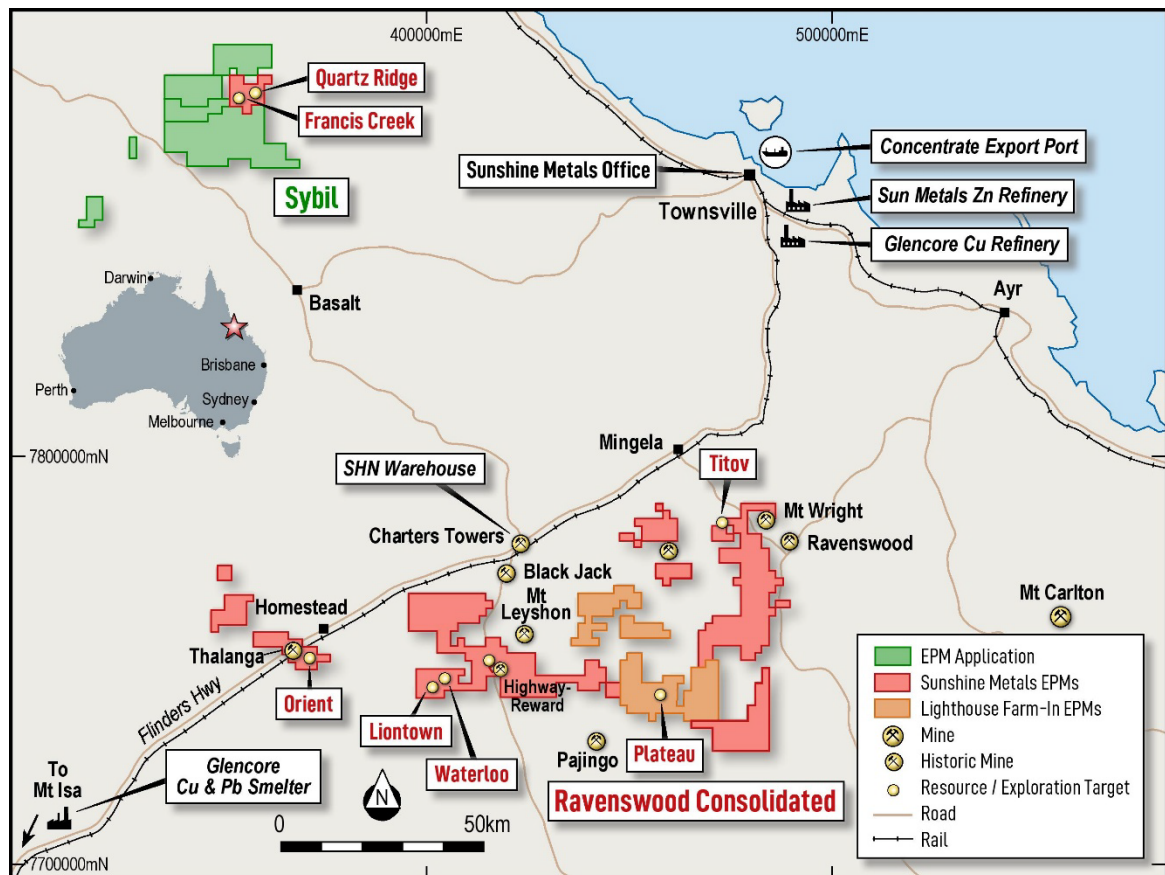 400000mE
500000mE
Quartz Ridge
Francis Creek
Sybil
Concentrate Export Port
Sunshine Metals Office
Townsville
Sun Metals Zn Refinery
Glencore Cu Refinery
Darwin
Basalt
Ayr
Brisbane
Perth
Sydney
Melbourne
Mingela
7800000mN
SHN Warehouse
Titov
Mt Wright
Charters Towers
Ravenswood
Black Jack
Mt
Leyshon
Mt Carlton
Homestead
Thalanga
Flinders Hwy
Orient
Highway-
Reward
Liontown
Waterloo
Pajingo
Plateau
Ravenswood Consolidated
To
Mt Isa
Glencore
Cu & Pb Smelter
N
0
50km
7700000mN
EPM Application
Sunshine Metals EPMs
Lighthouse Farm-In EPMs
Mine
Historic Mine
Resource / Exploration Target
Road
Rail